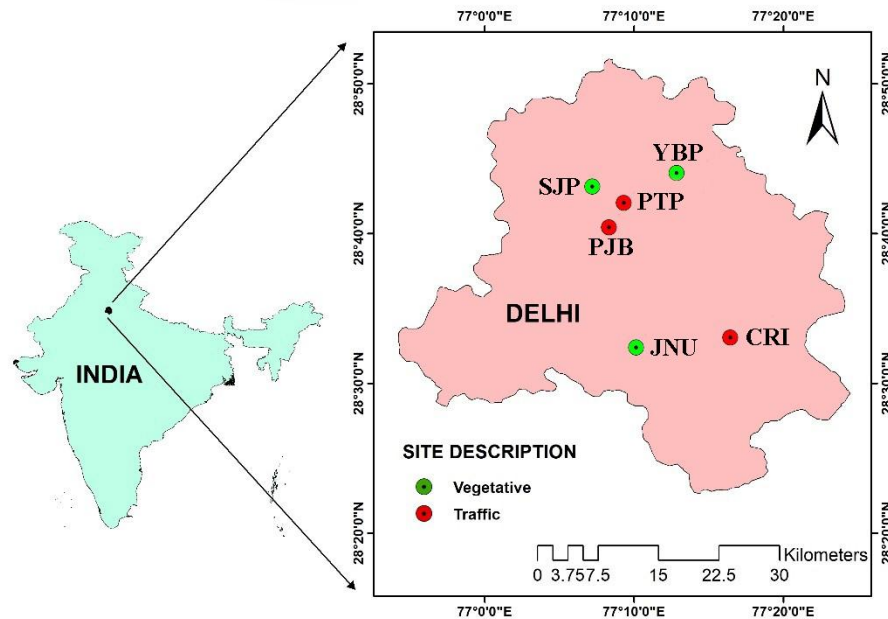 77°0'0"E 77°10'0"E 77°20'0"E
28°50'0"N
28°40'0"N
28°30'0"N
28°20'0"N
N
YBP
SJP
PTP
PJB
DELHI
JNU
CRI
INDIA
SITE DESCRIPTION
Vegetative
Traffic
Kilometers
0 3.757.5 15 22.5 30
28°50'0"N
28°40'0"N
28°30'0"N
28°20'0"N
77°0'0"E 77°10'0"E 77°20'0"E